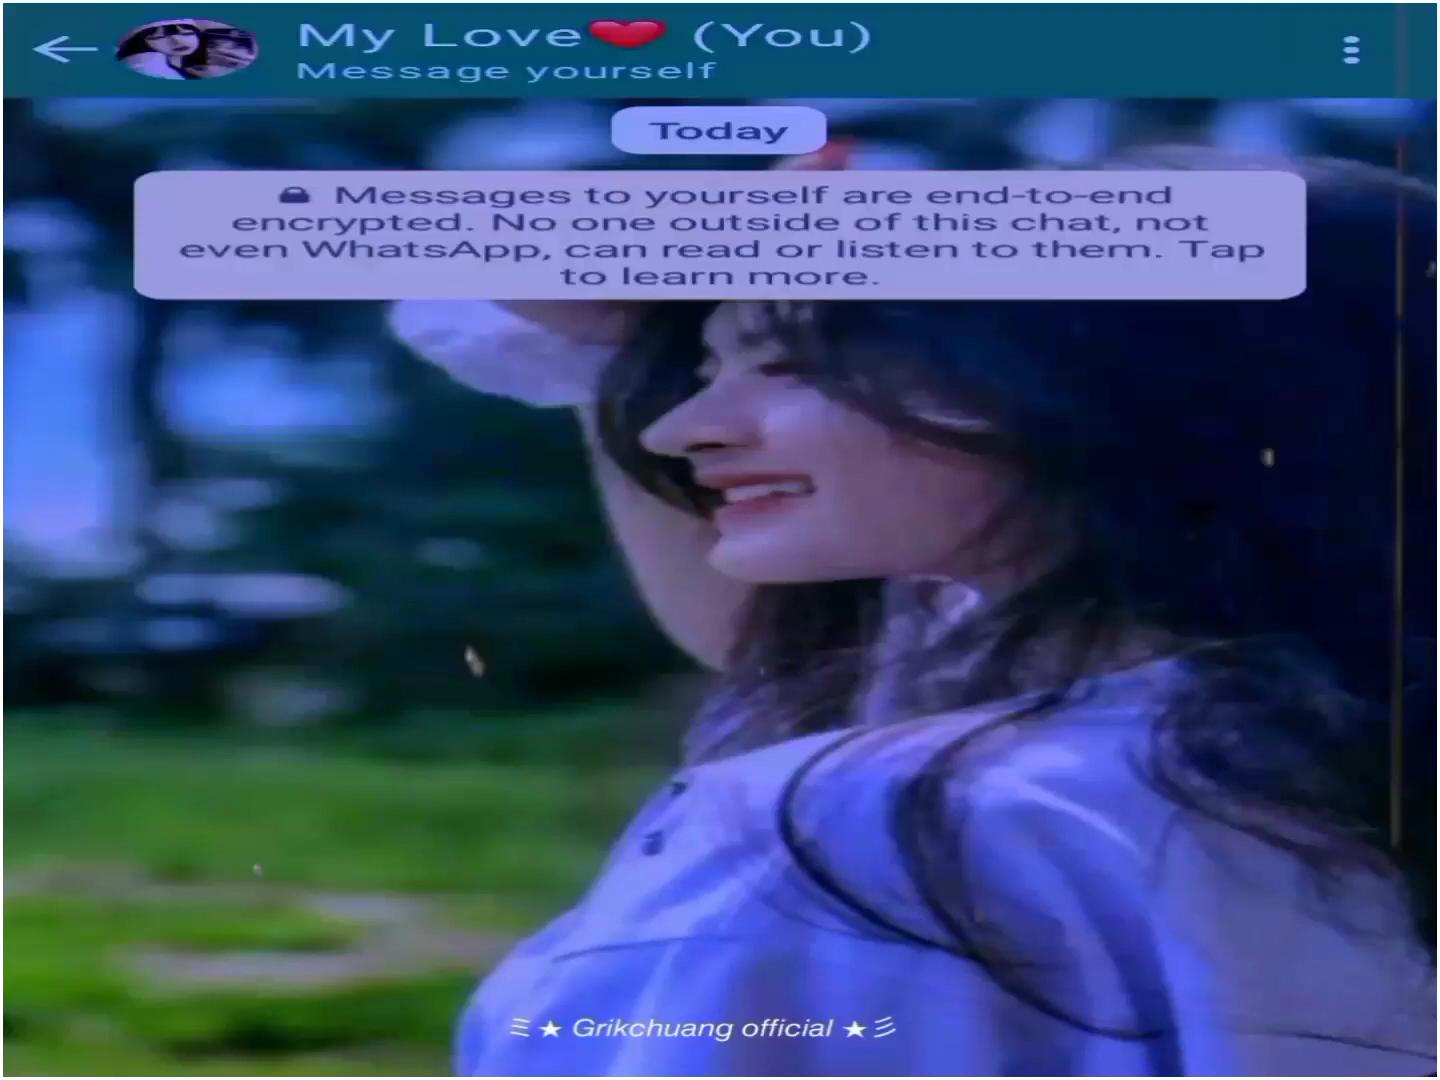 My Love❤️ (You)
Message yourself
Today
🔒 Messages to yourself are end-to-end
encrypted. No one outside of this chat, not
even WhatsApp, can read or listen to them. Tap
to learn more.
ミ★ Grikchuang official ★彡